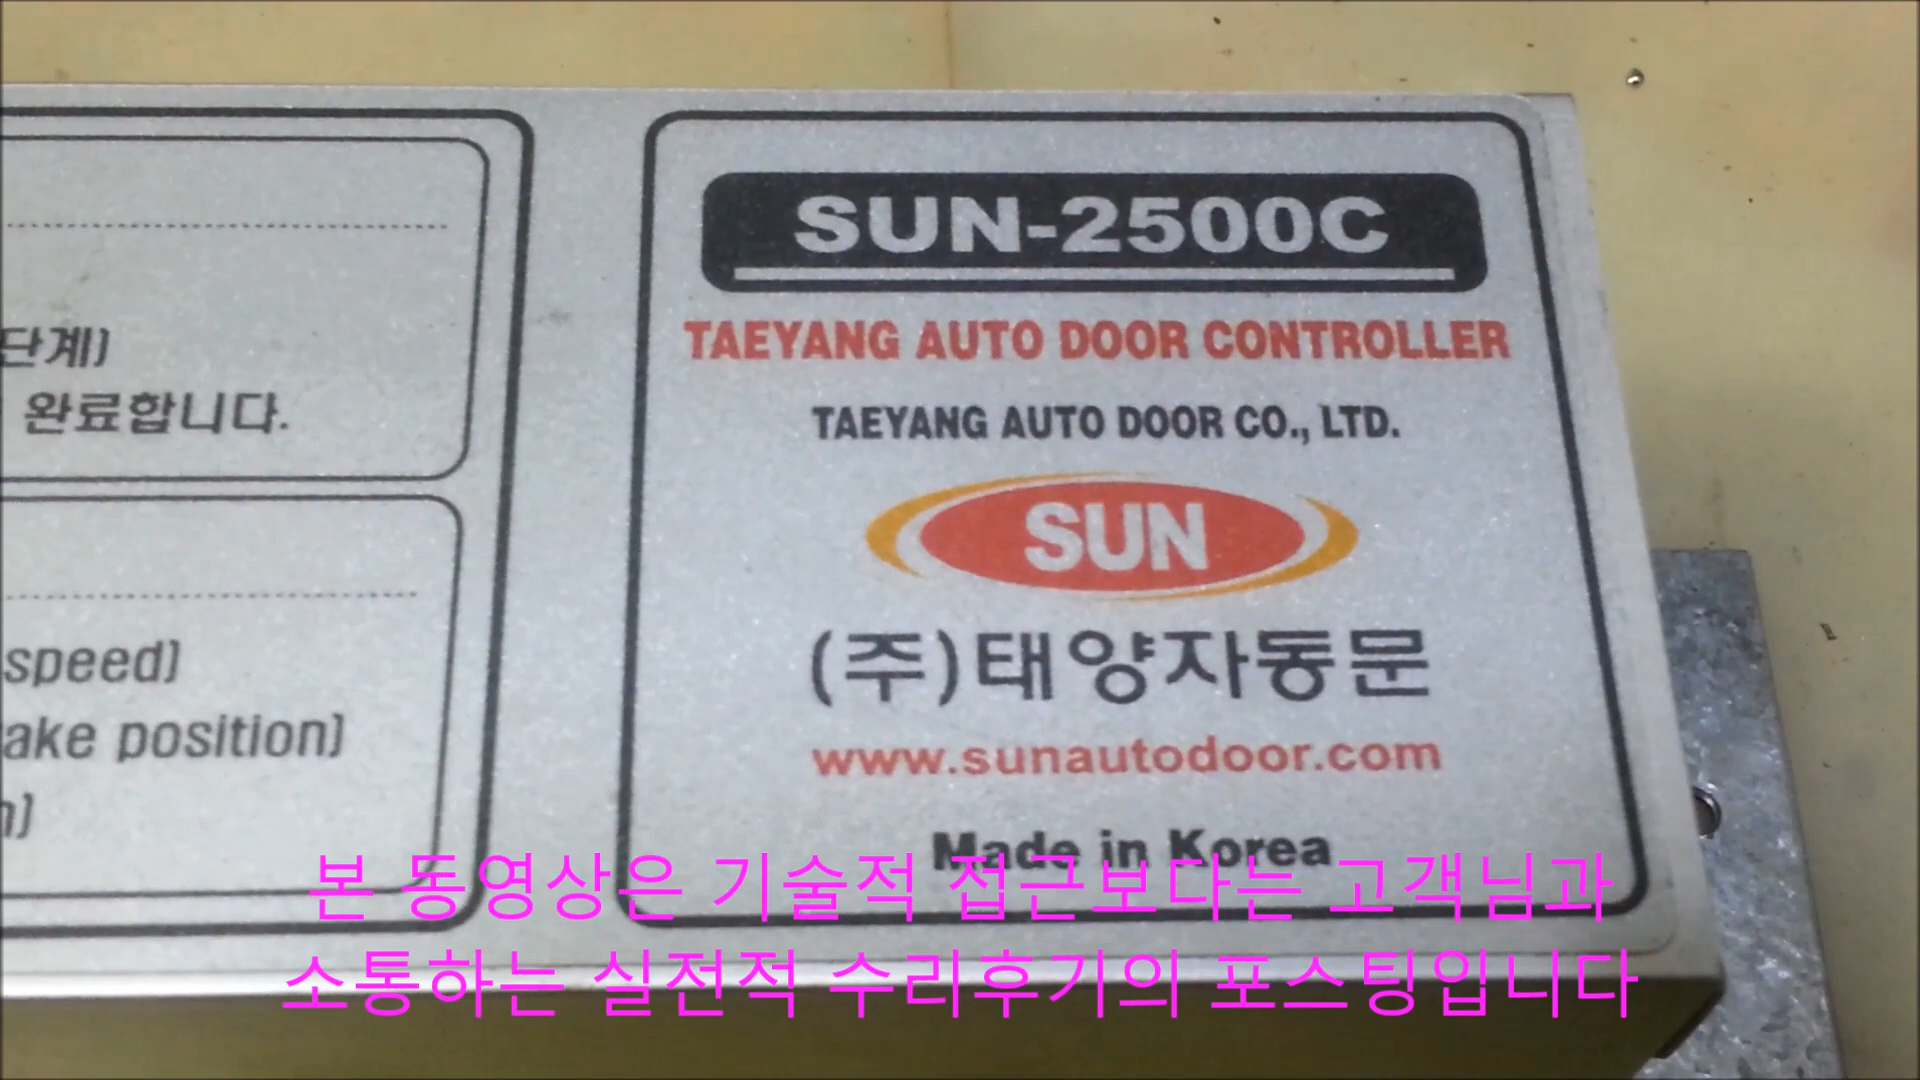 단계)
완료합니다.
speed)
ake position)
SUN-2500C
TAEYANG AUTO DOOR CONTROLLER
TAEYANG AUTO DOOR CO., LTD.
SUN
(주)태양자동문
www.sunautodoor.com
Made in Korea
본 동영상은 기술적 접근보다는 고객님과
소통하는 실전적 수리후기의 포스팅입니다